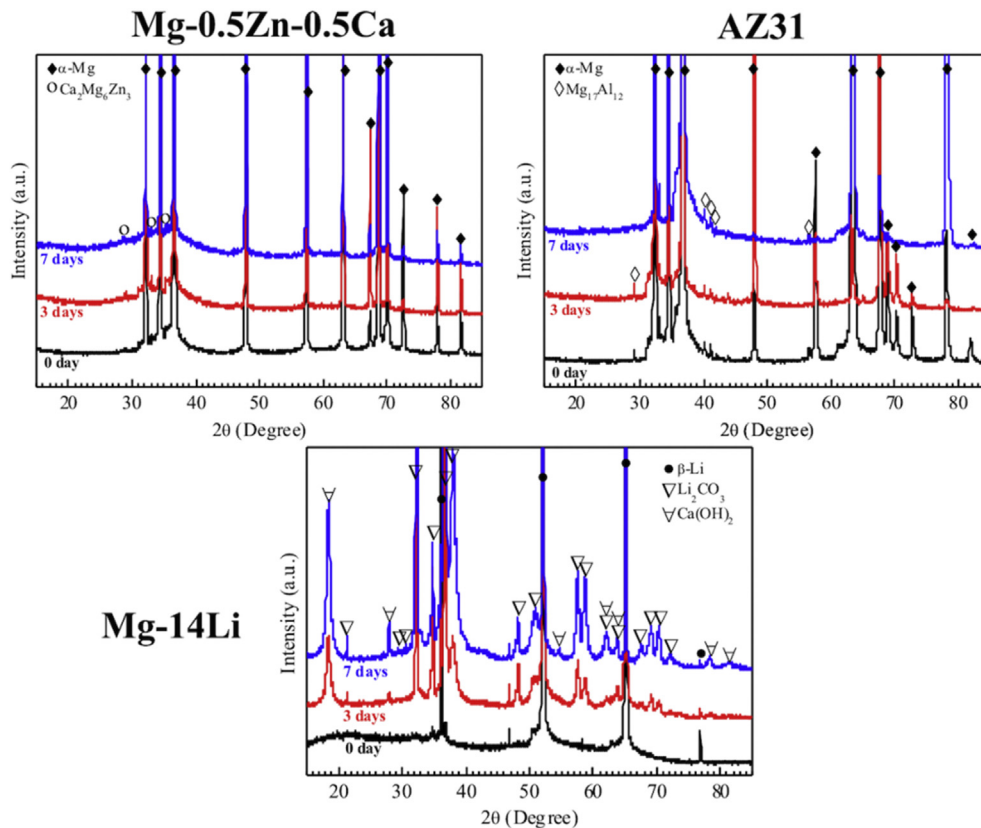 Mg-0.5Zn-0.5Ca
◆α-Mg
○Ca₂Mg₆Zn₃
Intensity (a.u.)
7 days
3 days
0 day
20 30 40 50 60 70 80
2θ (Degree)
AZ31
◆α-Mg
◇Mg₁₇Al₁₂
Intensity (a.u.)
7 days
3 days
0 day
20 30 40 50 60 70 80
2θ (Degree)
Mg-14Li
● β-Li
▽ Li₂CO₃
Ca(OH)₂
Intensity (a.u.)
7 days
3 days
0 day
20 30 40 50 60 70 80
2θ (Degree)